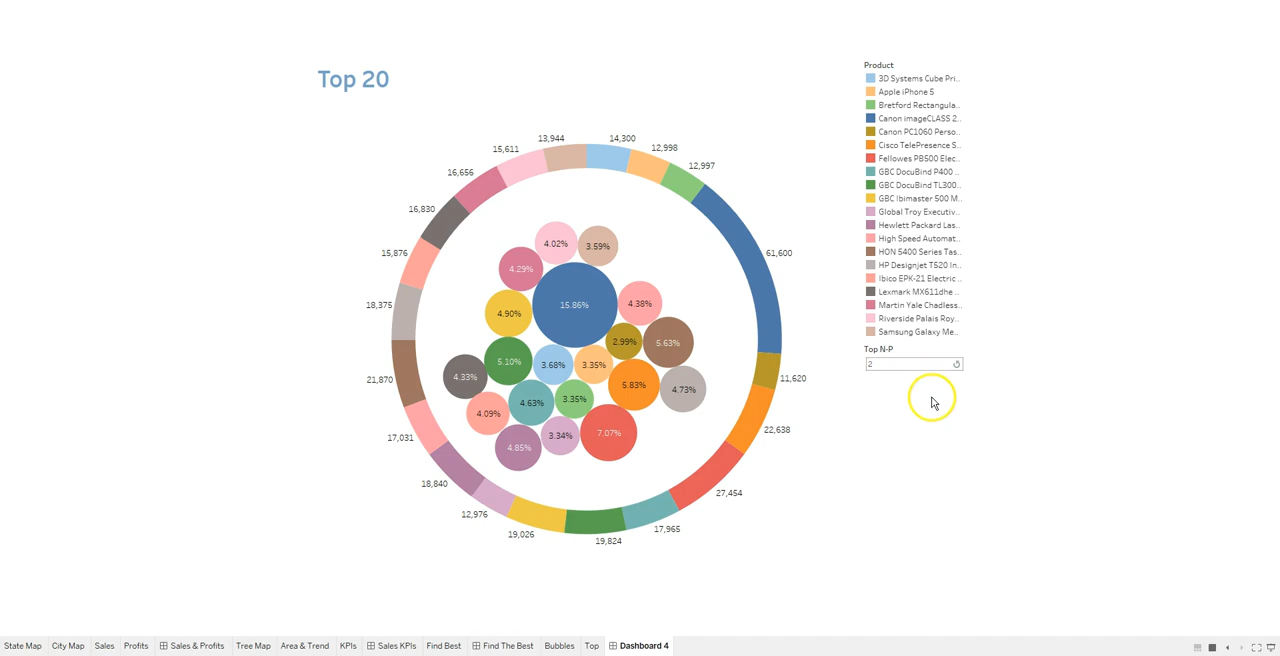 Top 20
13,944
14,300
15,611
12,998
16,656
12,997
16,830
15,876
61,600
18,375
11,620
21,870
22,638
17,031
18,840
27,454
12,976
17,965
19,026
19,824
4.02%
3.59%
4.29%
15.86%
4.38%
4.90%
2.99%
5.63%
5.10%
3.68%
3.35%
4.33%
5.83%
4.73%
4.63%
3.35%
4.09%
3.34%
7.07%
4.85%
Product
3D Systems Cube Pri..
Apple iPhone 5
Bretford Rectangula..
Canon imageCLASS 2..
Canon PC1060 Perso..
Cisco TelePresence S..
Fellowes PB500 Elec..
GBC DocuBind P400 ..
GBC DocuBind TL300..
GBC Ibimaster 500 M..
Global Troy Executiv..
Hewlett Packard Las..
High Speed Automat..
HON 5400 Series Tas..
HP Designjet T520 In..
Ibico EPK-21 Electric ..
Lexmark MX611dhe ..
Martin Yale Chadless..
Riverside Palais Roy..
Samsung Galaxy Me..
Top N-P
2
State Map City Map Sales Profits Sales & Profits Tree Map Area & Trend KPIs Sales KPIs Find Best Find The Best Bubbles Top Dashboard 4